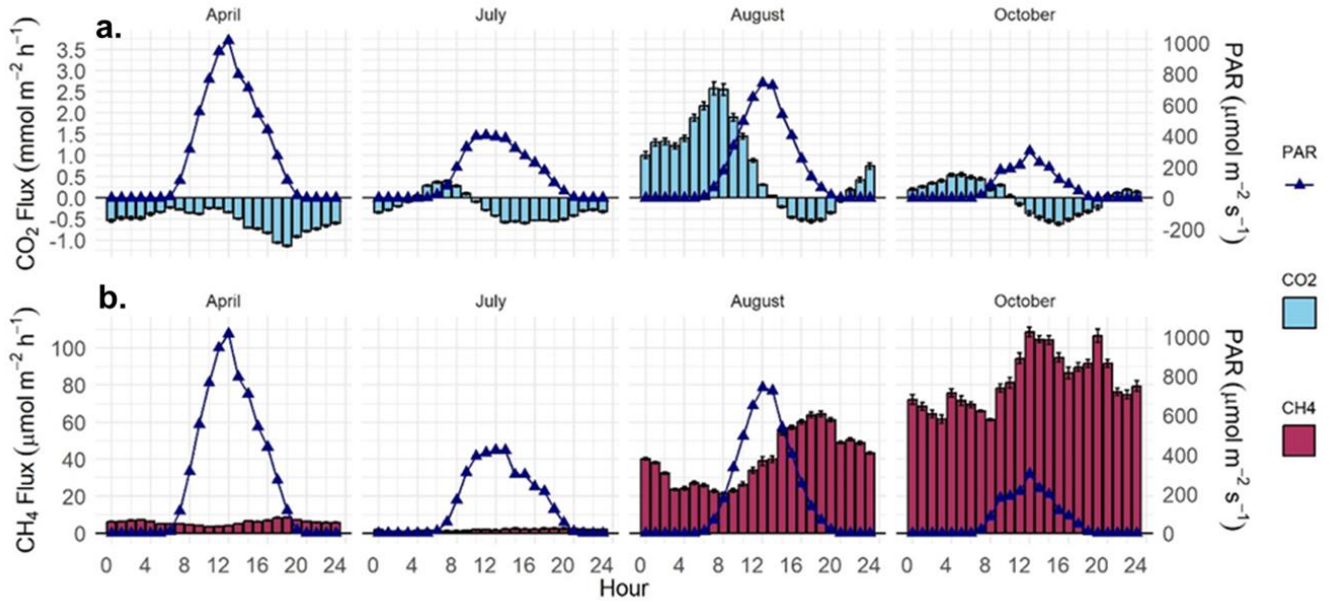 a.
April July August October
CO2 Flux (mmol m−2 h−1)
3.5
3.0
2.5
2.0
1.5
1.0
0.5
0.0
-0.5
-1.0
1000
800
600
400
200
0
-200
PAR (μmol m−2 s−1)
b.
April July August October
CH4 Flux (μmol m−2 h−1)
100
80
60
40
20
0
1000
800
600
400
200
0
PAR (μmol m−2 s−1)
0 4 8 12 16 20 24 0 4 8 12 16 20 24 0 4 8 12 16 20 24 0 4 8 12 16 20 24
Hour
PAR
CO2
CH4